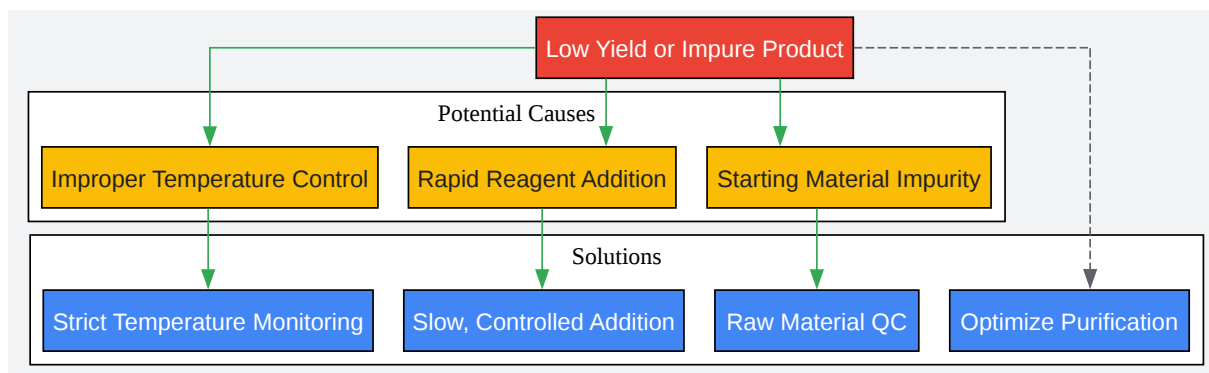 Low Yield or Impure Product
Potential Causes
Improper Temperature Control
Rapid Reagent Addition
Starting Material Impurity
Solutions
Strict Temperature Monitoring
Slow, Controlled Addition
Raw Material QC
Optimize Purification